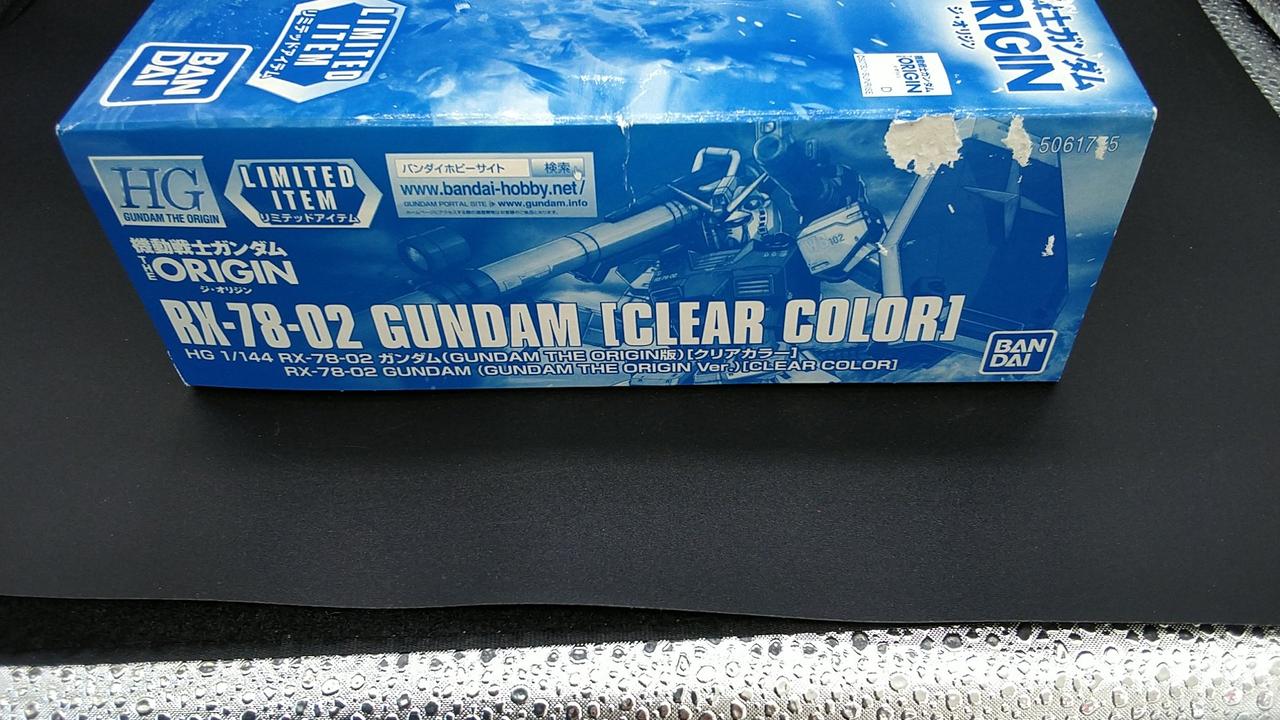 BAN
DAI
LIMITED
ITEM
リミテッドアイテム
ガンダム
RIGIN
ジ・オリジン
ORIGIN
HG
GUNDAM THE ORIGIN
LIMITED
ITEM
リミテッドアイテム
バンダイホビーサイト 検索
www.bandai-hobby.net/
GUNDAM PORTAL SITE www.gundam.info
機動戦士ガンダム
THE ORIGIN
ジ・オリジン
102
RX-78-02 GUNDAM [CLEAR COLOR]
HG 1/144 RX-78-02 ガンダム(GUNDAM THE ORIGIN版)[クリアカラー]
RX-78-02 GUNDAM (GUNDAM THE ORIGIN Ver.)[CLEAR COLOR]
BAN
DAI